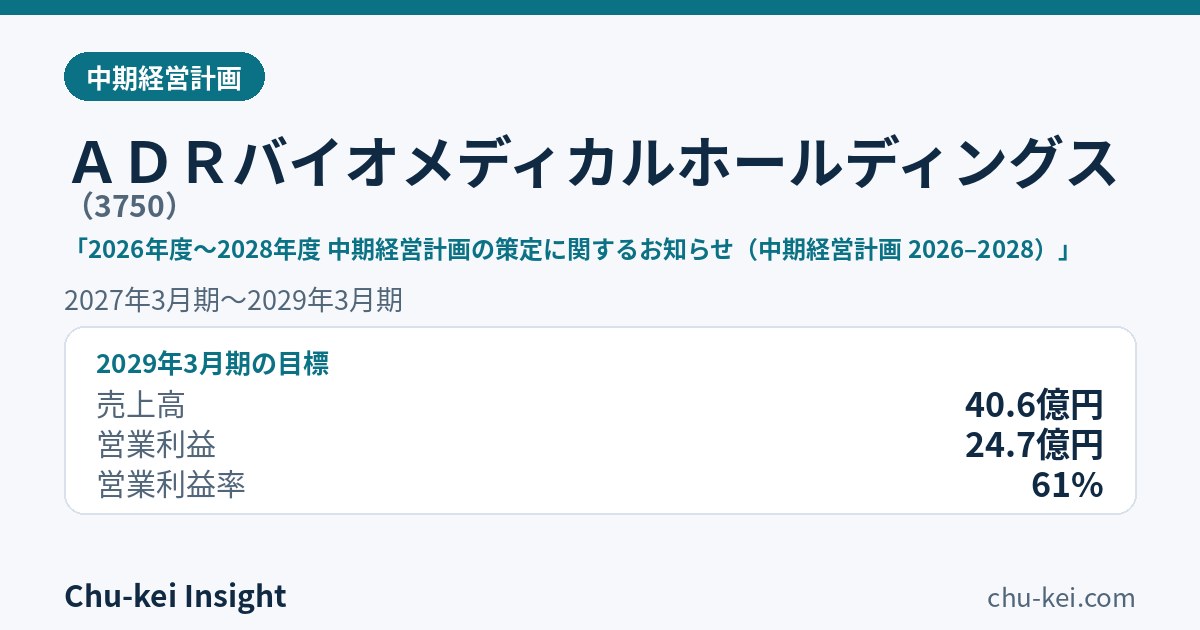 中期経営計画
ＡＤＲバイオメディカルホールディングス
（3750）
「2026年度～2028年度 中期経営計画の策定に関するお知らせ（中期経営計画 2026–2028）」
2027年3月期～2029年3月期
2029年3月期の目標
売上高 40.6億円
営業利益 24.7億円
営業利益率 61%
Chu-kei Insight chu-kei.com